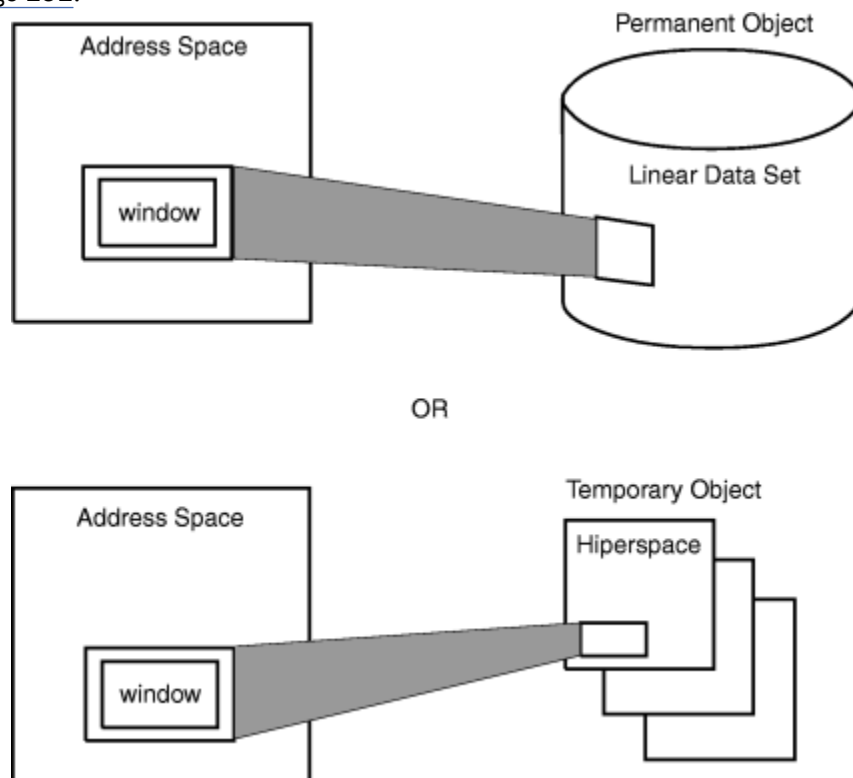 Permanent Object
Address Space
Linear Data Set
window
OR
Temporary Object
Address Space
Hiperspace
window